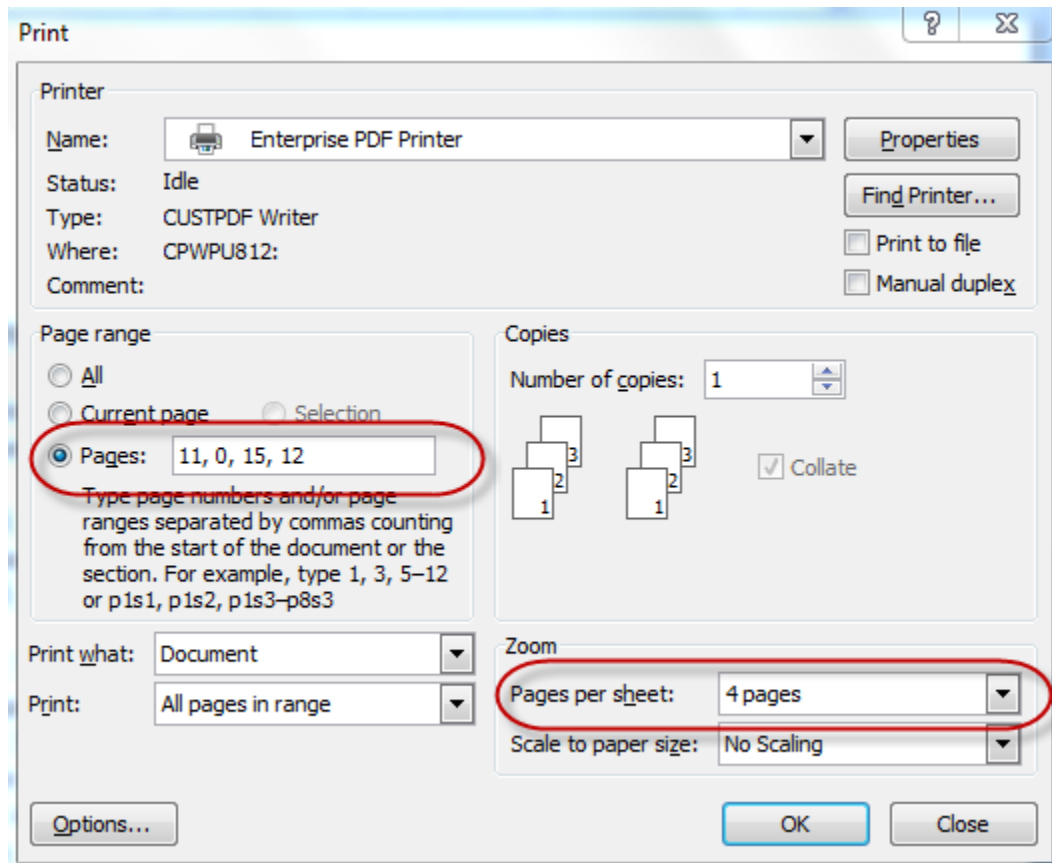 Print
Printer
Name: Enterprise PDF Printer
Properties
Status: Idle
Find Printer...
Type: CUSTPDF Writer
Where: CPWPU812:
Print to file
Comment:
Manual duplex
Page range
All
Current page Selection
Pages: 11, 0, 15, 12
Type page numbers and/or page
ranges separated by commas counting
from the start of the document or the
section. For example, type 1, 3, 5–12
or p1s1, p1s2, p1s3–p8s3
Copies
Number of copies: 1
3 3
2 2
1 1
Collate
Print what: Document
Print: All pages in range
Zoom
Pages per sheet: 4 pages
Scale to paper size: No Scaling
Options...
OK
Close